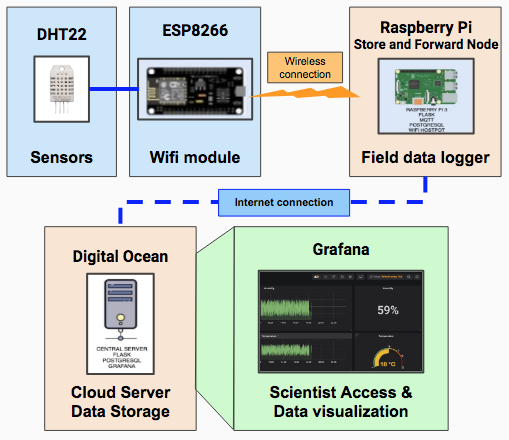 DHT22
Sensors
ESP8266
Wifi module
Wireless
connection
Raspberry Pi
Store and Forward Node
RASPBERRY PI 3
FLASK
MQTT
POSTGRESQL
WIFI HOSTPOT
Field data logger
Internet connection
Digital Ocean
CENTRAL SERVER
FLASK
POSTGRESQL
GRAFANA
Cloud Server
Data Storage
Grafana
Humidity
59%
Temperature
Temperature
18 °C
Scientist Access &
Data visualization